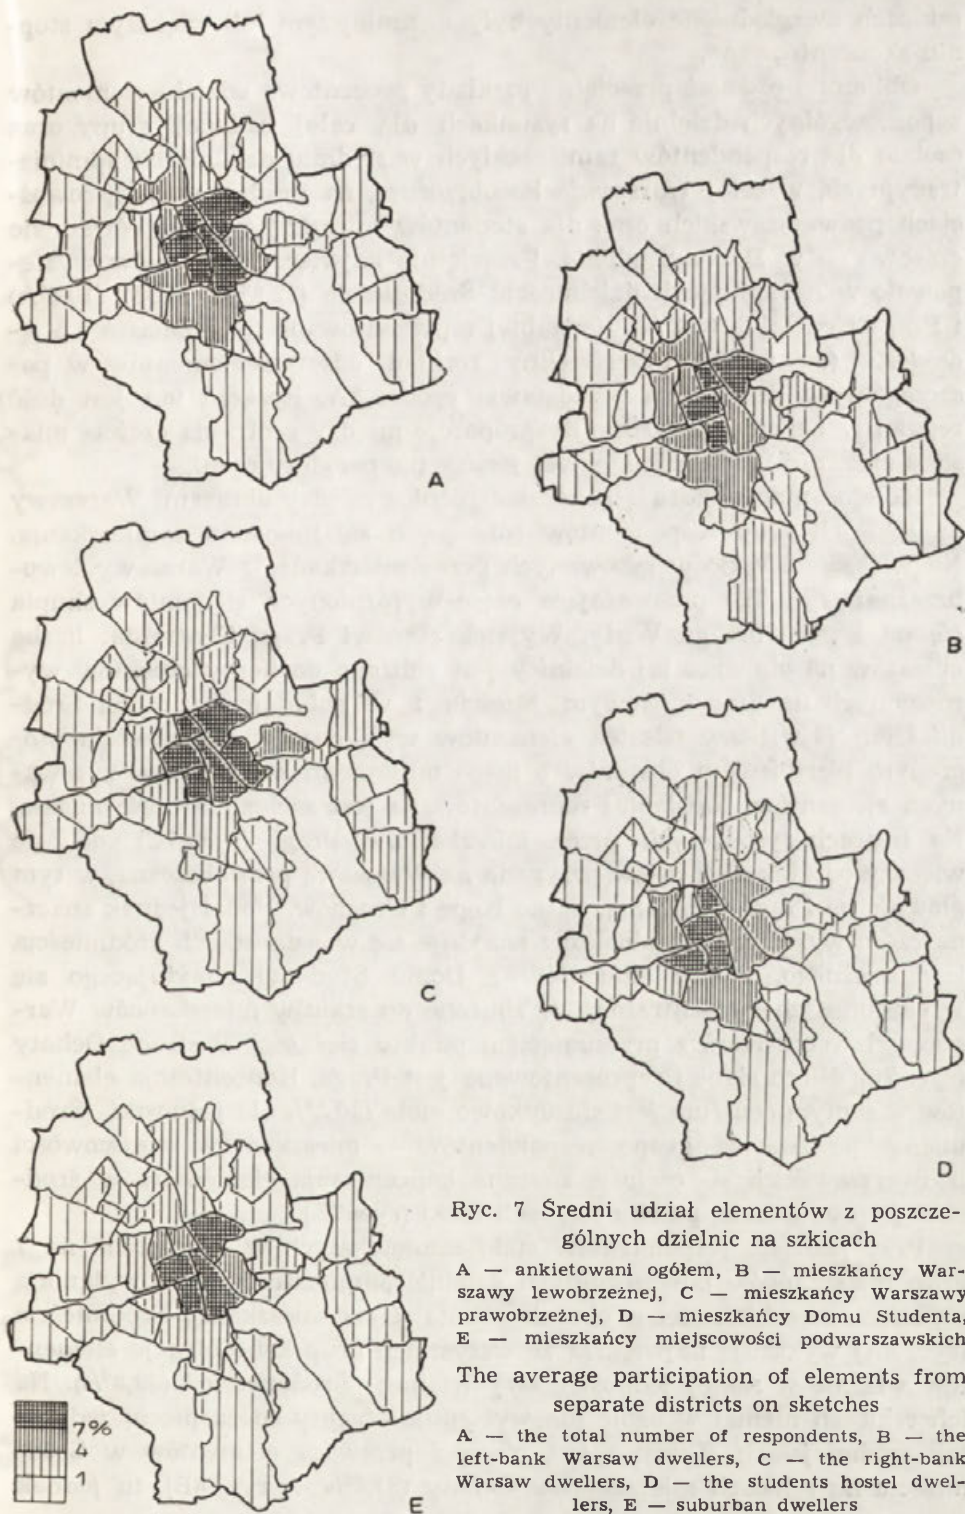 A
B
C
D
E
7%
4
1
Ryc. 7 Średni udział elementów z poszcze-
gólnych dzielnic na szkicach
A — ankietowani ogółem, B — mieszkańcy War-
szawy lewobrzeżnej, C — mieszkańcy Warszawy
prawobrzeżnej, D — mieszkańcy Domu Studenta,
E — mieszkańcy miejscowości podwarszawskich
The average participation of elements from
separate districts on sketches
A — the total number of respondents, B — the
left-bank Warsaw dwellers, C — the right-bank
Warsaw dwellers, D — the students hostel dwel-
lers, E — suburban dwellers